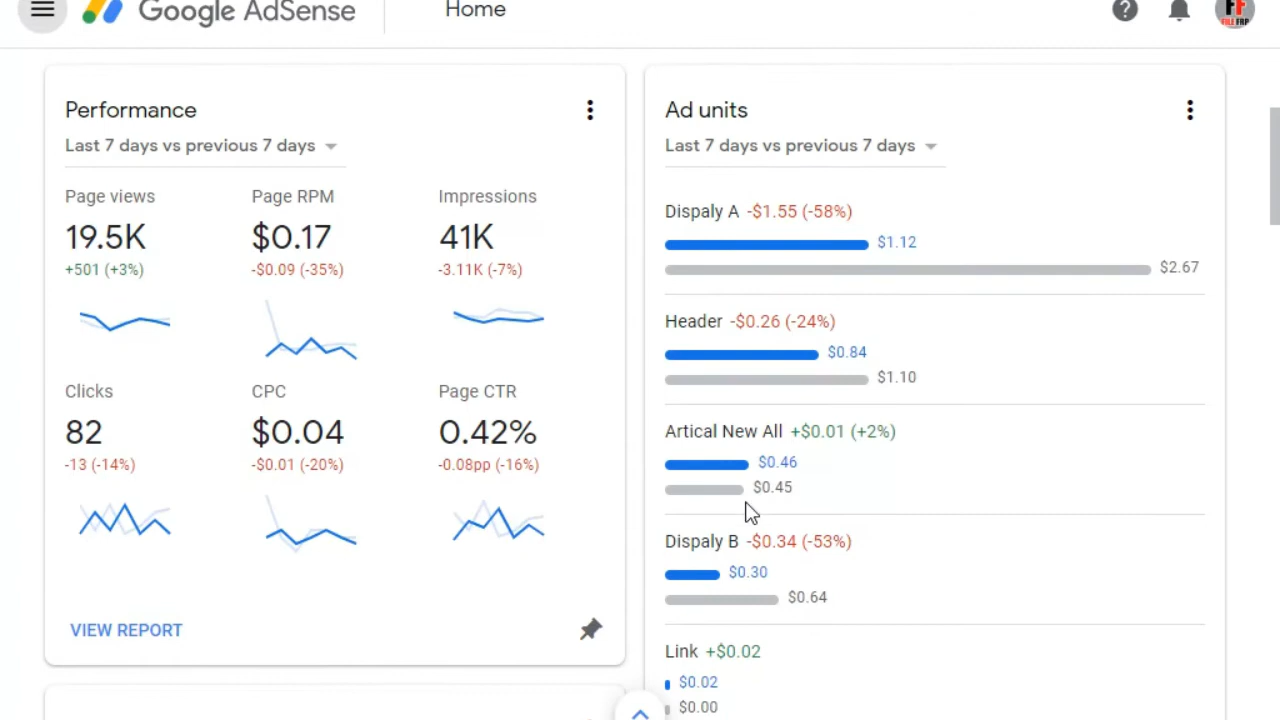 Google AdSense
Home
FF
FILE FRP
Performance
Last 7 days vs previous 7 days
Page views
19.5K
+501 (+3%)
Page RPM
$0.17
-$0.09 (-35%)
Impressions
41K
-3.11K (-7%)
Clicks
82
-13 (-14%)
CPC
$0.04
-$0.01 (-20%)
Page CTR
0.42%
-0.08pp (-16%)
VIEW REPORT
Ad units
Last 7 days vs previous 7 days
Dispaly A -$1.55 (-58%)
$1.12
$2.67
Header -$0.26 (-24%)
$0.84
$1.10
Artical New All +$0.01 (+2%)
$0.46
$0.45
Dispaly B -$0.34 (-53%)
$0.30
$0.64
Link +$0.02
$0.02
$0.00